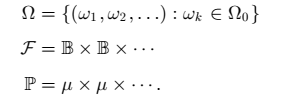 Ω = {(ω₁, ω₂, . . .) : ωₖ ∈ Ω₀}
ℱ = 𝔹 × 𝔹 × · · ·
ℙ = μ × μ × · · · .